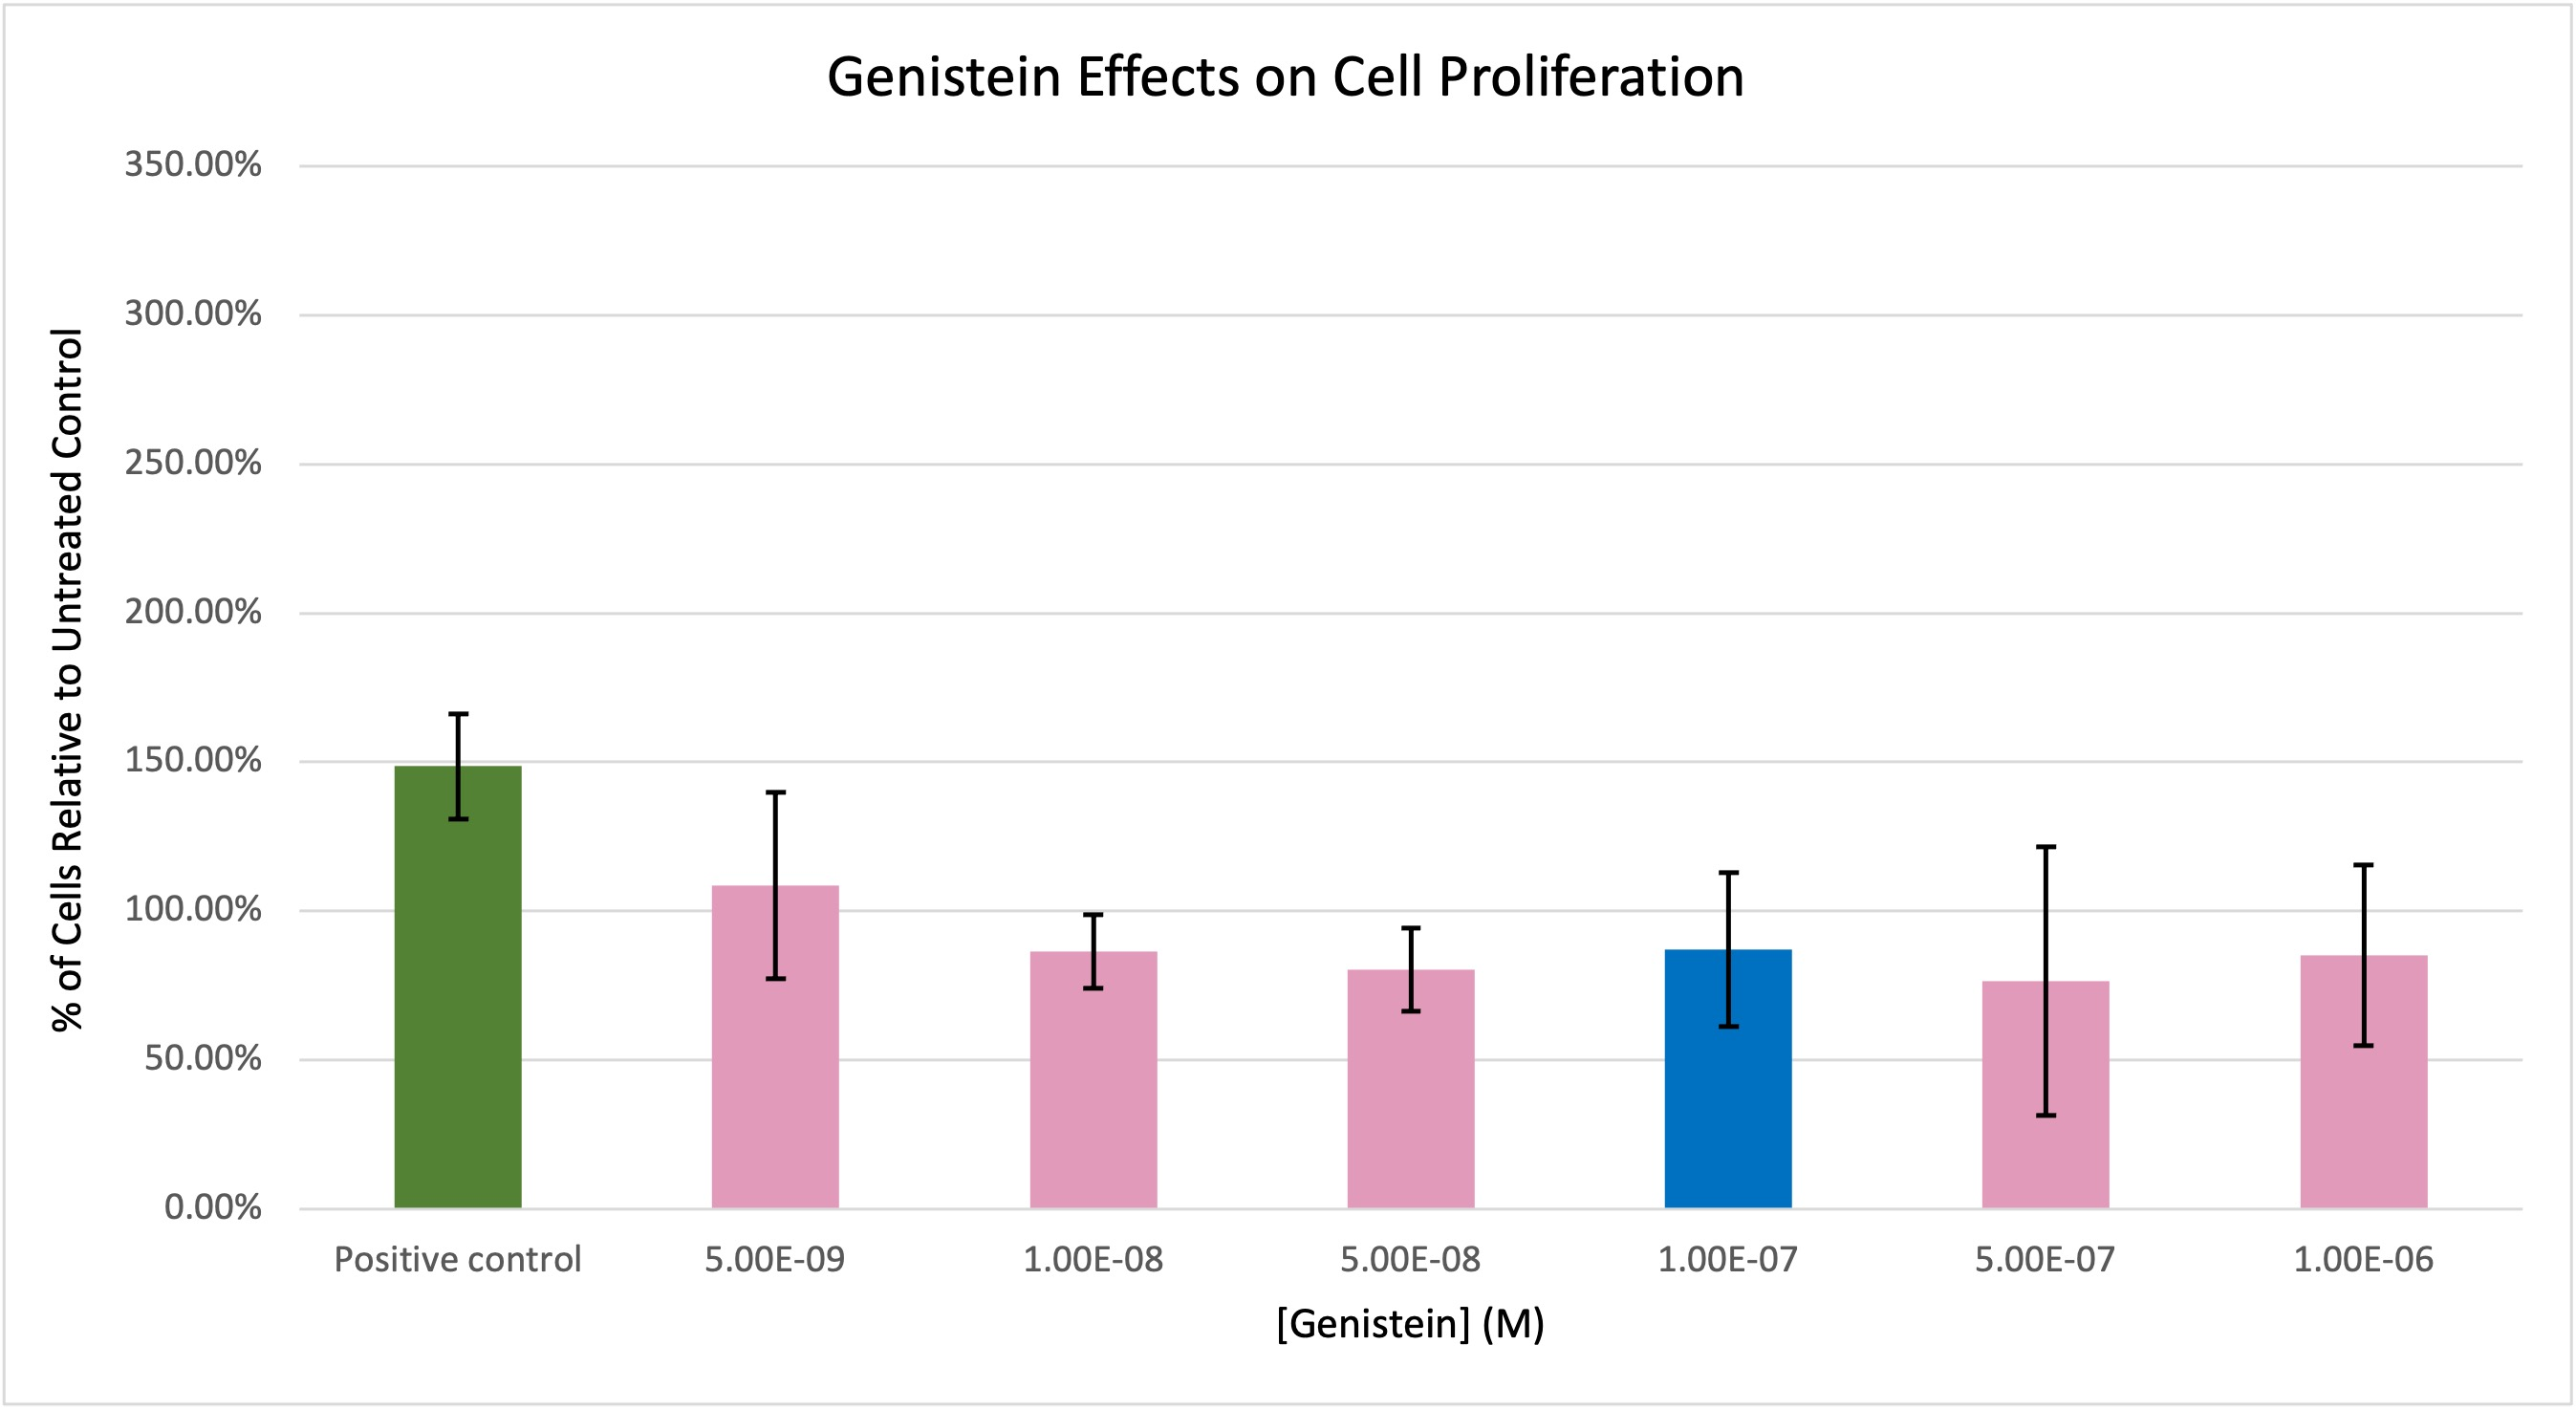 Genistein Effects on Cell Proliferation
% of Cells Relative to Untreated Control
350.00%
300.00%
250.00%
200.00%
150.00%
100.00%
50.00%
0.00%
Positive control 5.00E-09 1.00E-08 5.00E-08 1.00E-07 5.00E-07 1.00E-06
[Genistein] (M)